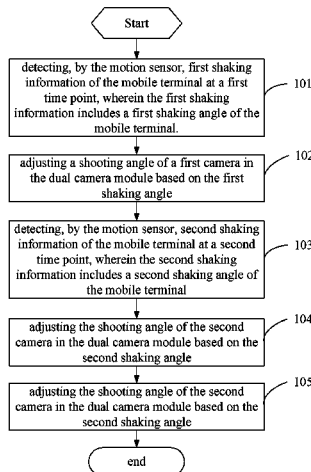 Start
detecting, by the motion sensor, first shaking
information of the mobile terminal at a first
time point, wherein the first shaking
information includes a first shaking angle of the
mobile terminal.
101
adjusting a shooting angle of a first camera in
the dual camera module based on the first
shaking angle
102
detecting, by the motion sensor, second shaking
information of the mobile terminal at a second
time point, wherein the second shaking
information includes a second shaking angle of
the mobile terminal
103
adjusting the shooting angle of the second
camera in the dual camera module based on the
second shaking angle
104
adjusting the shooting angle of the second
camera in the dual camera module based on the
second shaking angle
105
end